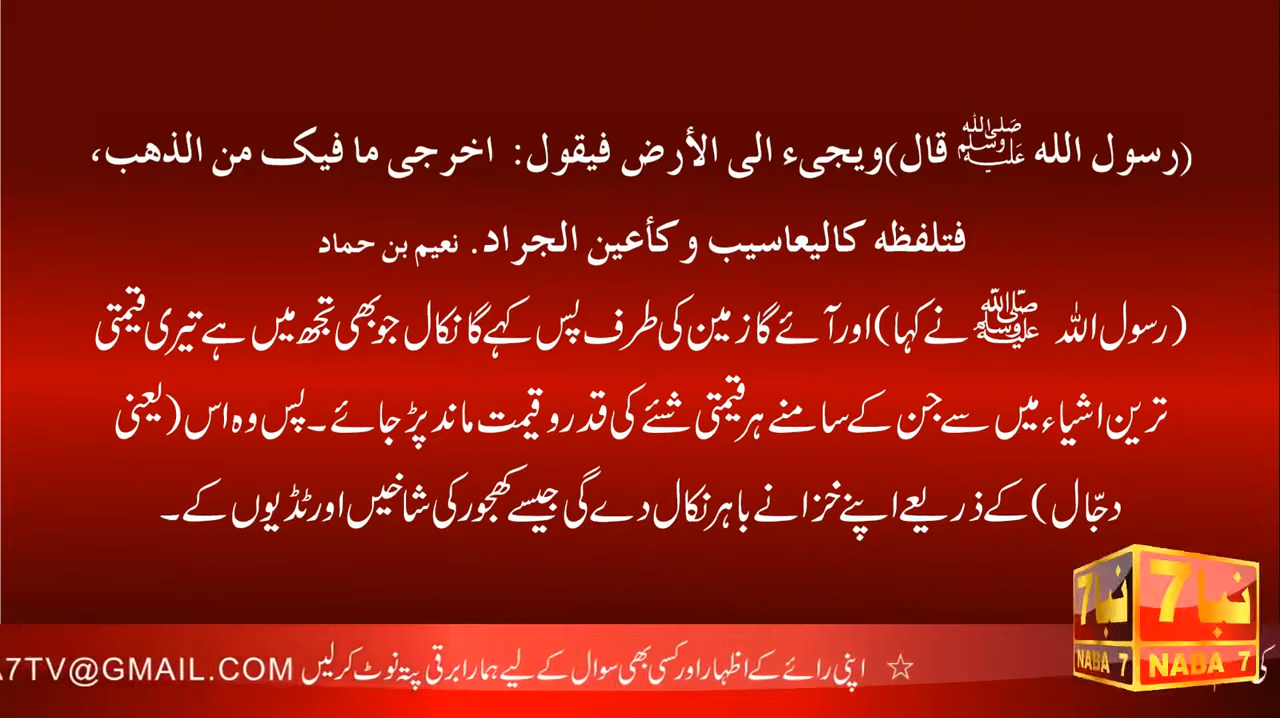 (رسول الله ﷺ قال)ویجیء الی الأرض فیقول: اخرجی ما فیک من الذهب،
فتلفظه کالیعاسیب و کأعین الجراد. نعیم بن حماد
(رسول اللہ ﷺ نے کہا)اور آئے گا زمین کی طرف پس کہے گا نکال جو بھی تجھ میں ہے تیری قیمتی
ترین اشیاء میں سے جن کے سامنے ہر قیمتی شئے کی قدر و قیمت ماند پڑ جائے۔ پس وہ اس (یعنی
دجّال) کے ذریعے اپنے خزانے باہر نکال دے گی جیسے کھجور کی شاخیں اور ٹڈیوں کے۔
نبا 7
7 نبا
NABA 7
NABA 7
☆ اپنی رائے کے اظہار اور کسی بھی سوال کے لیے ہمارا برقی پتہ نوٹ کرلیں A7TV@GMAIL.COM